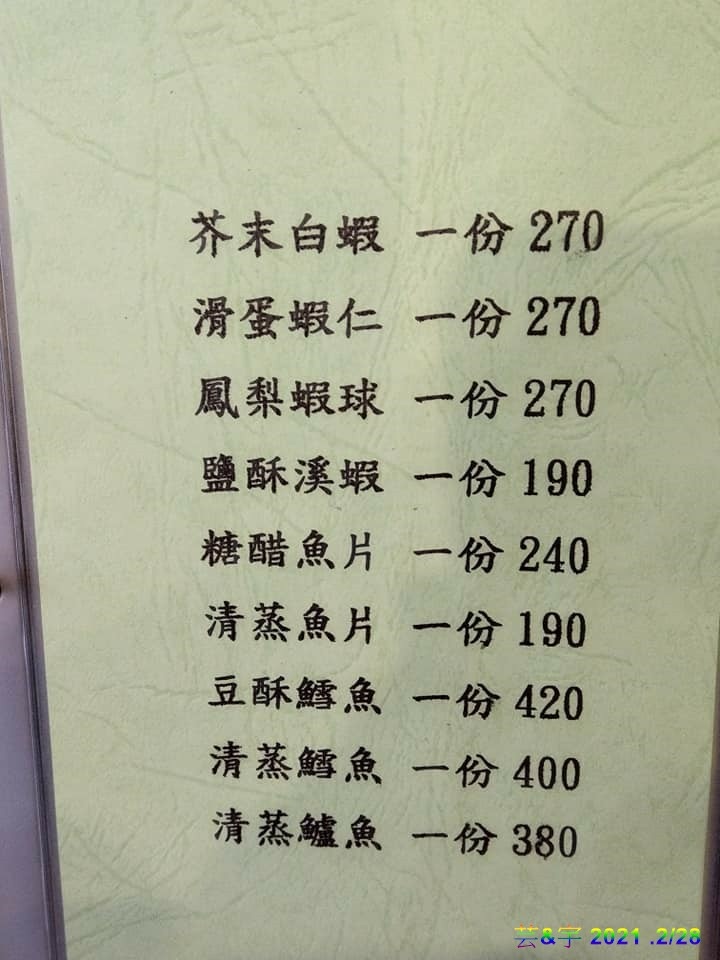 芥末白蝦 一份 270
滑蛋蝦仁 一份 270
鳳梨蝦球 一份 270
鹽酥溪蝦 一份 190
糖醋魚片 一份 240
清蒸魚片 一份 190
豆酥鱈魚 一份 420
清蒸鱈魚 一份 400
清蒸鱸魚 一份 380
芸&宇 2021 .2/28